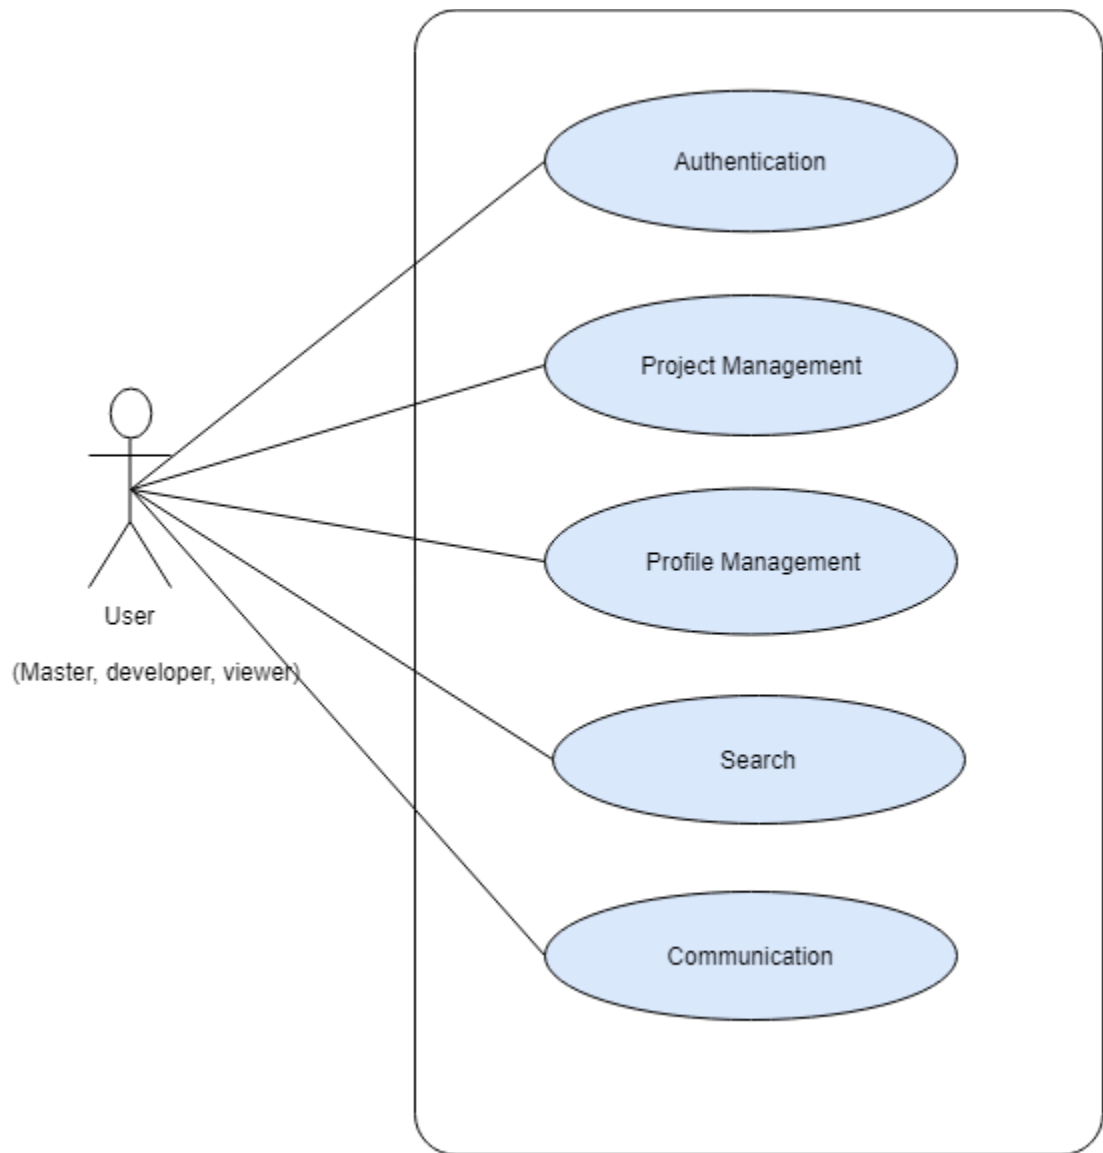 Authentication
Project Management
Profile Management
User
(Master, developer, viewer)
Search
Communication